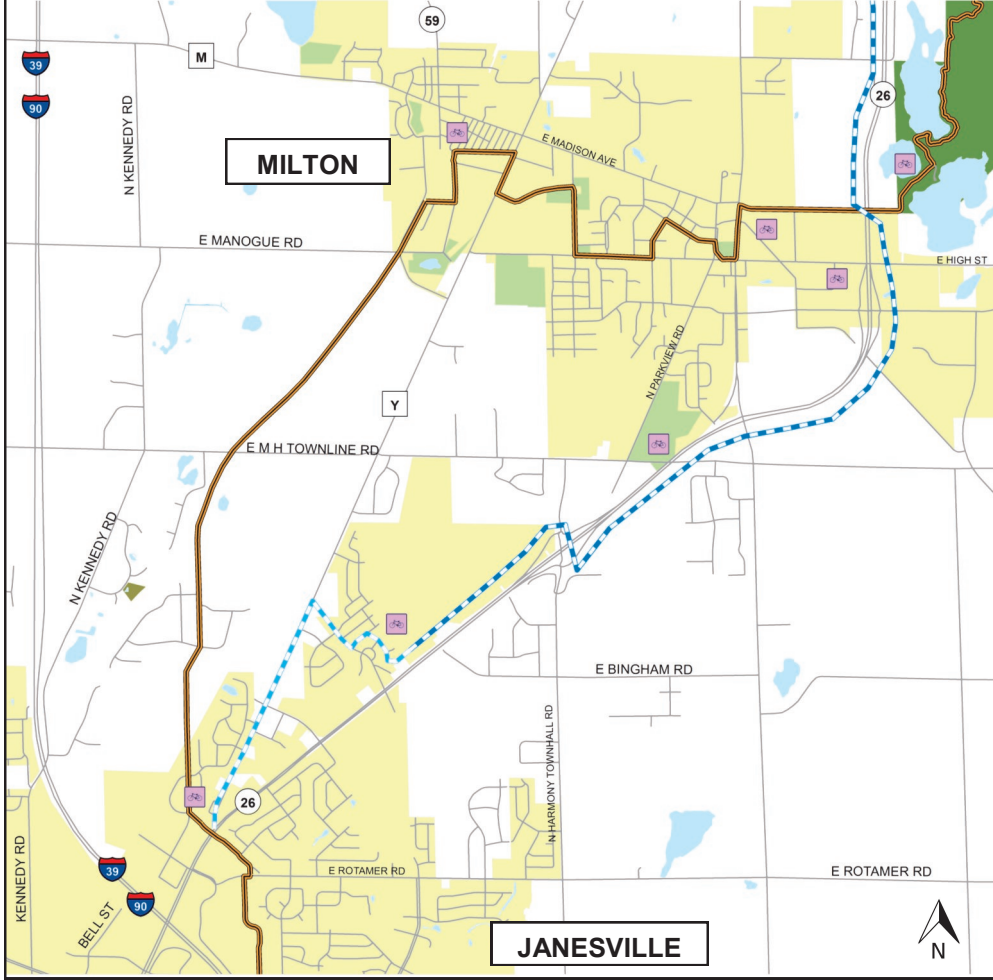 59
M
39
90
26
N KENNEDY RD
MILTON
E MADISON AVE
E MANOGUE RD
E HIGH ST
N PARKVIEW RD
Y
E M H TOWNLINE RD
N KENNEDY RD
E BINGHAM RD
N HARMONY TOWNHALL RD
26
KENNEDY RD
39
90
E ROTAMER RD
E ROTAMER RD
BELL ST
JANESVILLE
N